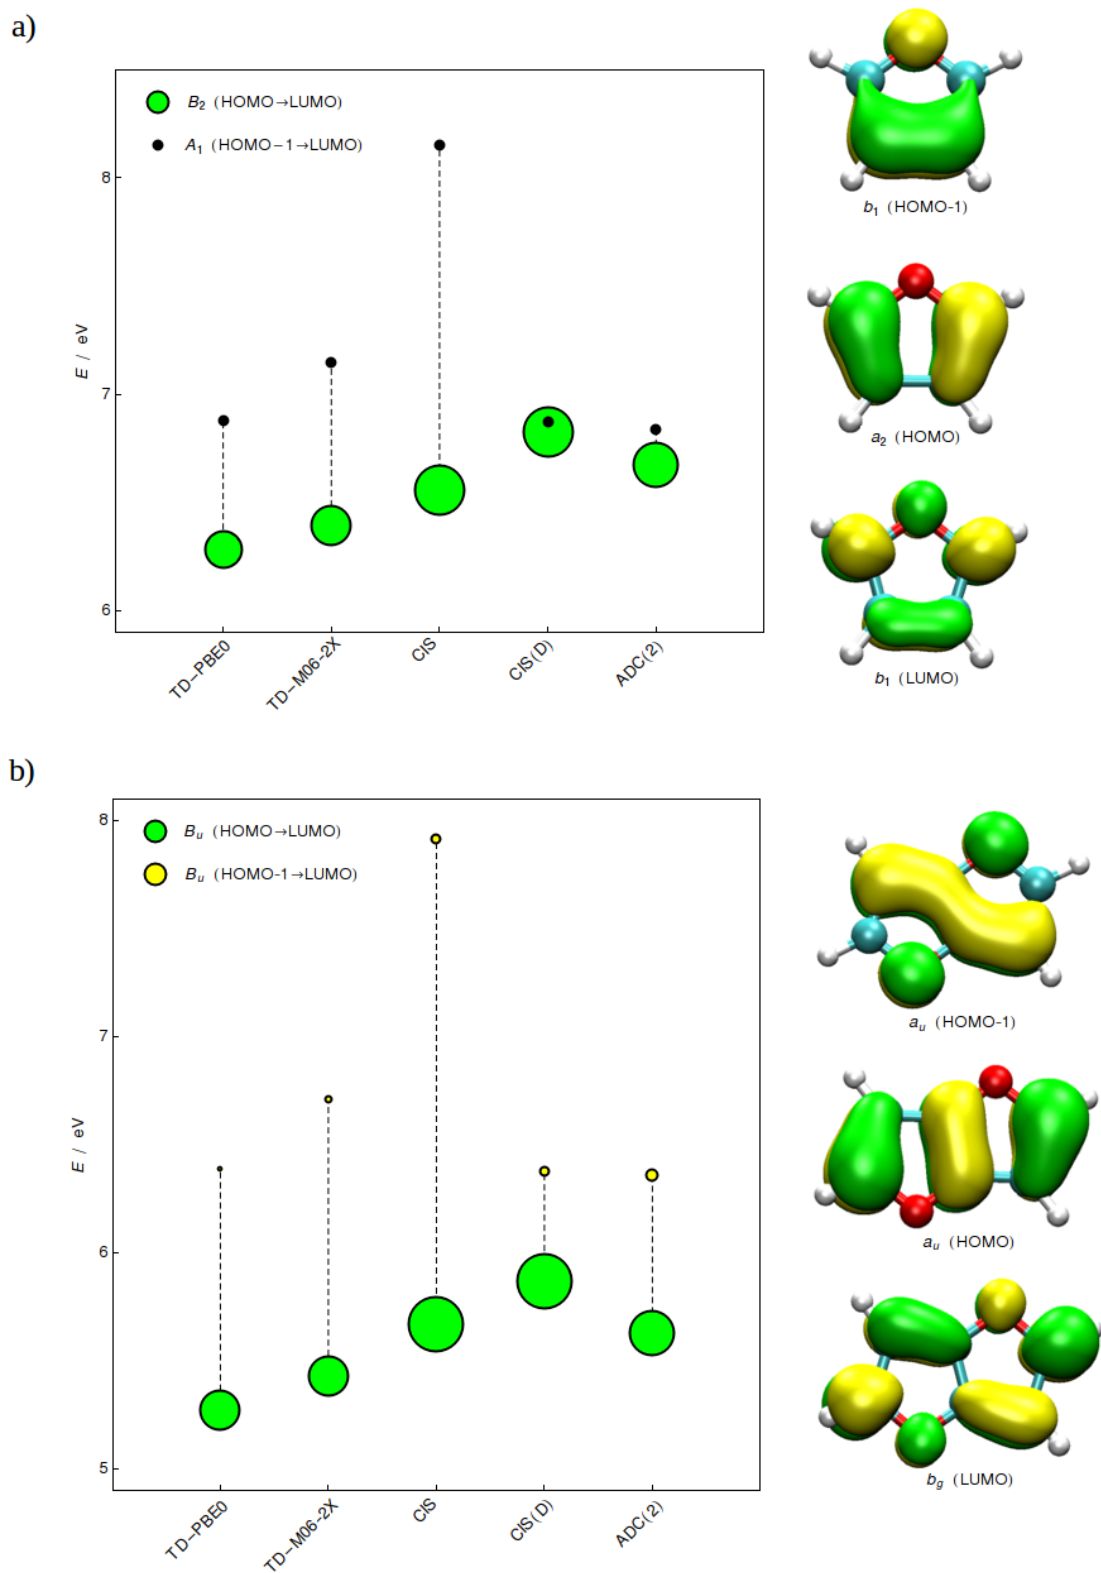 a)
B₂ (HOMO→LUMO)
A₁ (HOMO−1→LUMO)
8
7
6
E / eV
TD−PBE0
TD−M06−2X
CIS
CIS(D)
ADC(2)
b₁ (HOMO-1)
a₂ (HOMO)
b₁ (LUMO)
b)
Bᵤ (HOMO→LUMO)
Bᵤ (HOMO-1→LUMO)
8
7
6
5
E / eV
TD−PBE0
TD−M06−2X
CIS
CIS(D)
ADC(2)
aᵤ (HOMO-1)
aᵤ (HOMO)
b_g (LUMO)